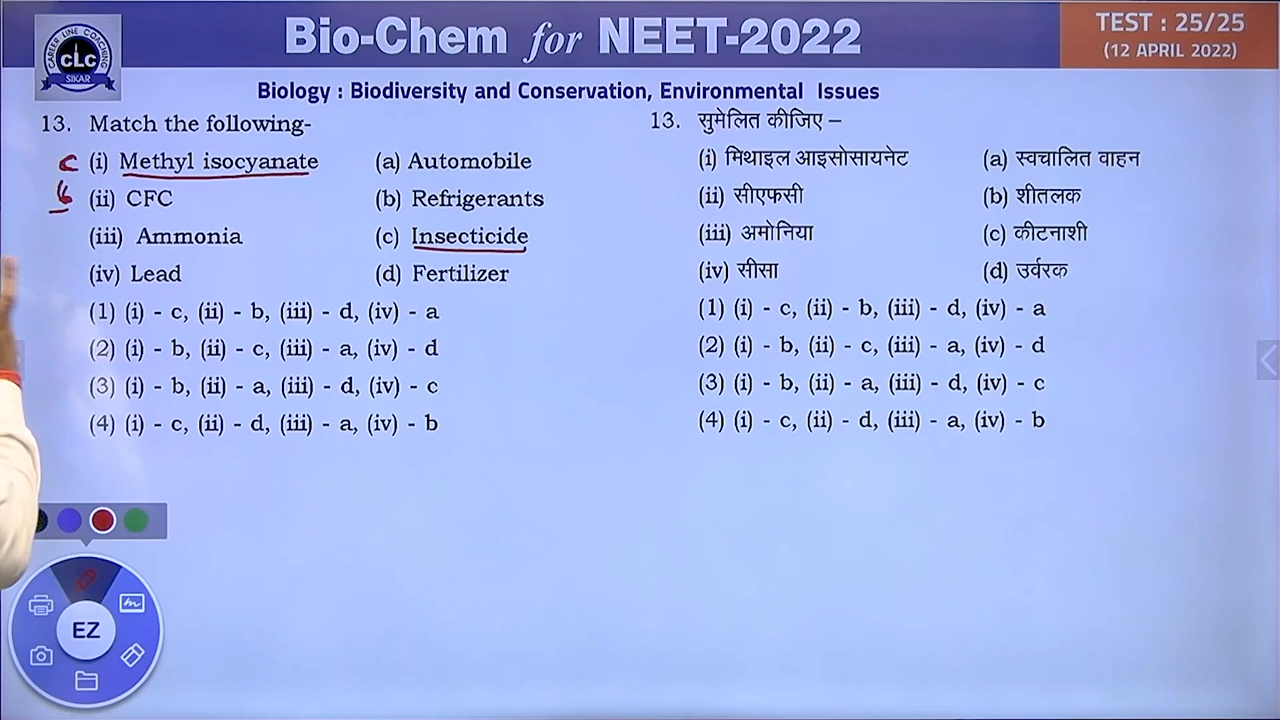 CAREER LINE COACHING
CLC
SIKAR
Bio-Chem for NEET-2022
TEST : 25/25
(12 APRIL 2022)
Biology : Biodiversity and Conservation, Environmental Issues
13. Match the following-
c (i) Methyl isocyanate (a) Automobile
b (ii) CFC (b) Refrigerants
(iii) Ammonia (c) Insecticide
(iv) Lead (d) Fertilizer
(1) (i) - c, (ii) - b, (iii) - d, (iv) - a
(2) (i) - b, (ii) - c, (iii) - a, (iv) - d
(3) (i) - b, (ii) - a, (iii) - d, (iv) - c
(4) (i) - c, (ii) - d, (iii) - a, (iv) - b
13. सुमेलित कीजिए –
(i) मिथाइल आइसोसायनेट (a) स्वचालित वाहन
(ii) सीएफसी (b) शीतलक
(iii) अमोनिया (c) कीटनाशी
(iv) सीसा (d) उर्वरक
(1) (i) - c, (ii) - b, (iii) - d, (iv) - a
(2) (i) - b, (ii) - c, (iii) - a, (iv) - d
(3) (i) - b, (ii) - a, (iii) - d, (iv) - c
(4) (i) - c, (ii) - d, (iii) - a, (iv) - b
EZ